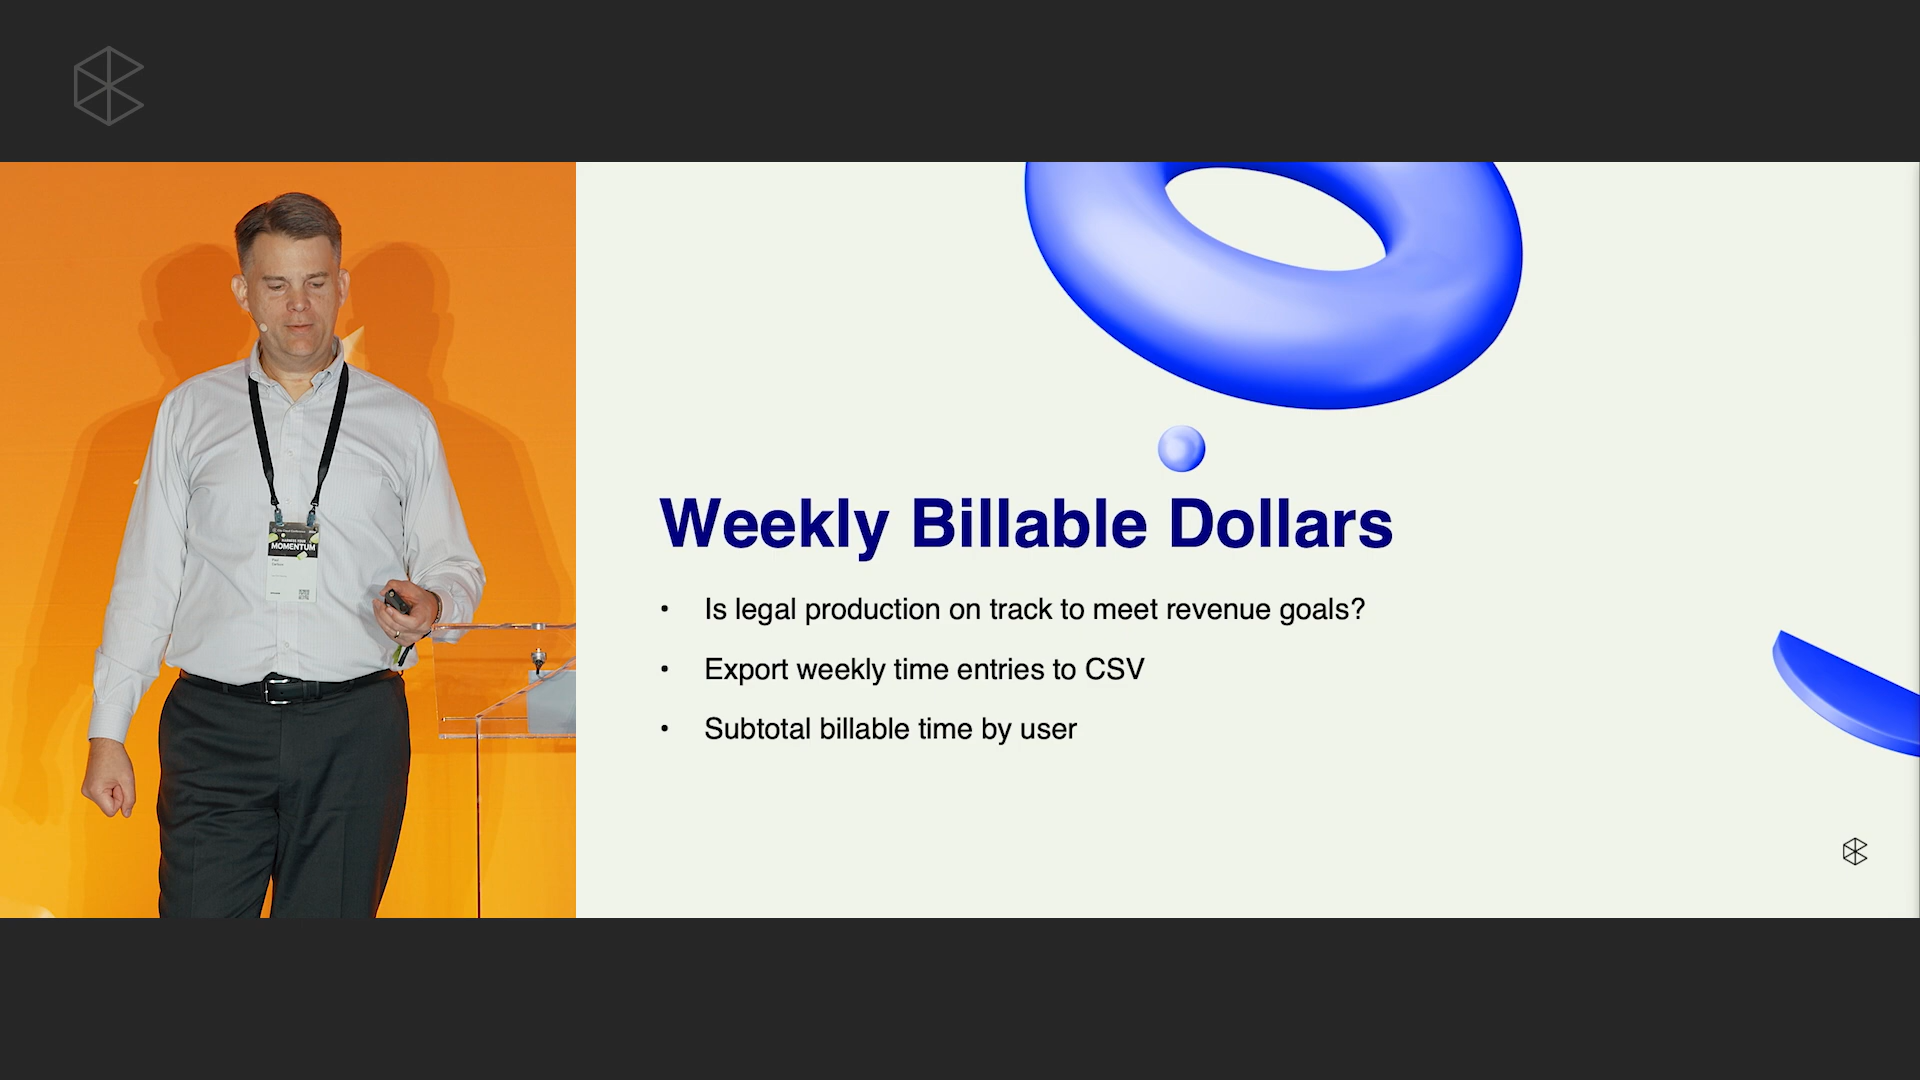 Weekly Billable Dollars
• Is legal production on track to meet revenue goals?
• Export weekly time entries to CSV
• Subtotal billable time by user
MOMENTUM